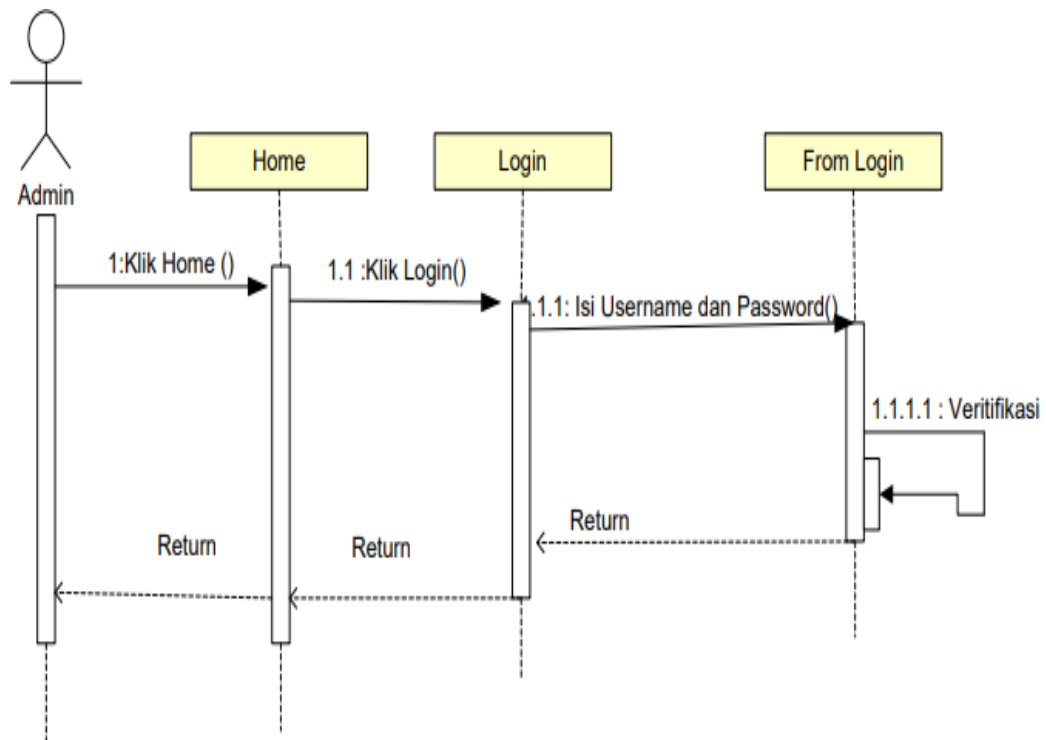 Admin
Home
Login
From Login
1:Klik Home ()
1.1 :Klik Login()
.1.1: Isi Username dan Password()
1.1.1.1 : Veritifikasi
Return
Return
Return